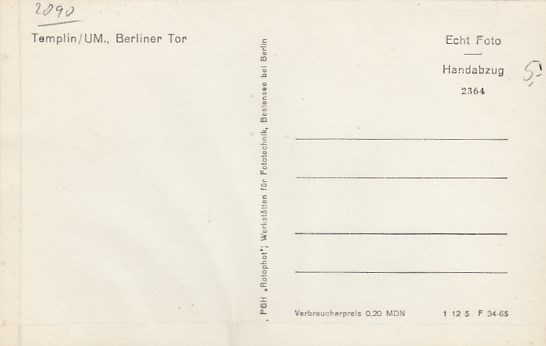 2090
Templin/UM., Berliner Tor
PGH „Rotophot“; Werkstätten für Fototechnik, Bestensee bei Berlin
Echt Foto
Handabzug
2364
5,-
Verbraucherpreis 0,20 MDN
1 12 5 F 34-65